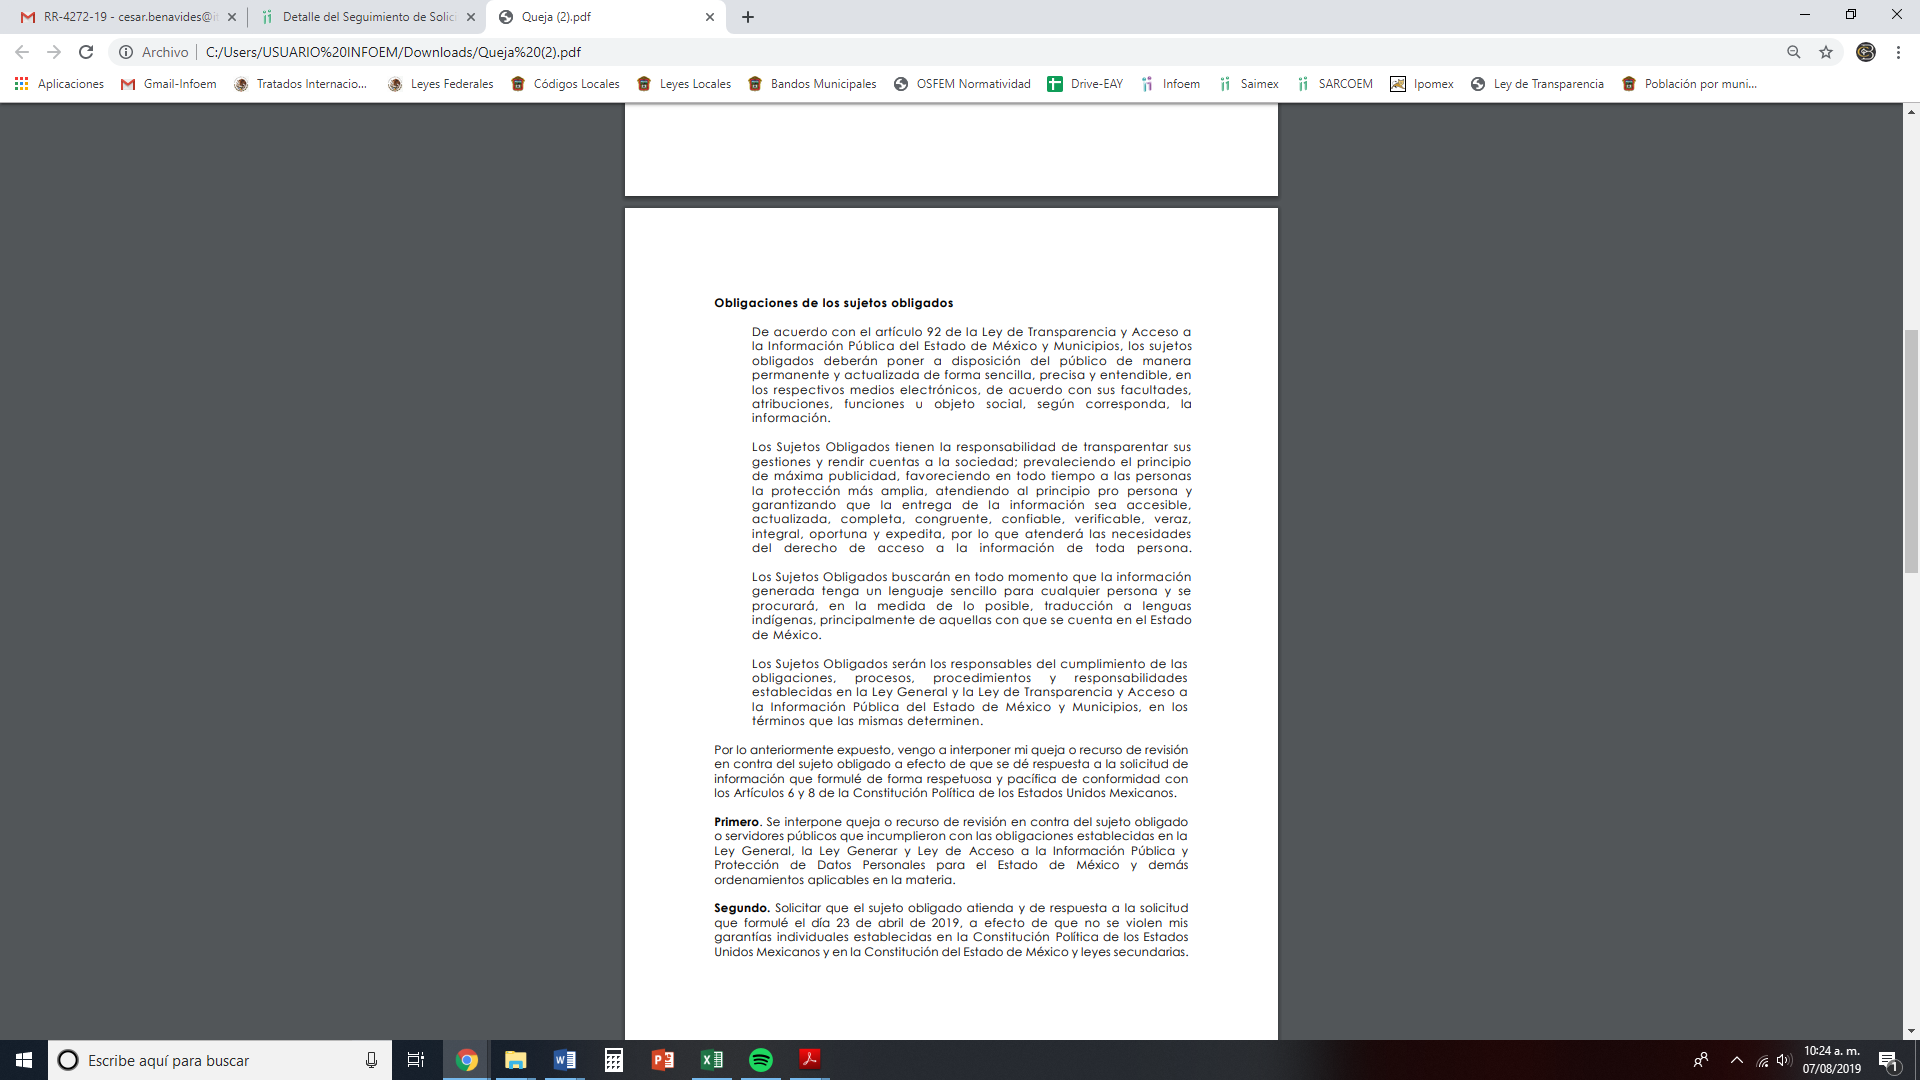 RR-4272-19 - cesar.benavides@i
Detalle del Seguimiento de Solici
Queja (2).pdf
Archivo
C:/Users/USUARIO%20INFOEM/Downloads/Queja%20(2).pdf
Aplicaciones
Gmail-Infoem
Tratados Internacio...
Leyes Federales
Códigos Locales
Leyes Locales
Bandos Municipales
OSFEM Normatividad
Drive-EAY
Infoem
Saimex
SARCOEM
Ipomex
Ley de Transparencia
Población por muni...
Obligaciones de los sujetos obligados
De acuerdo con el artículo 92 de la Ley de Transparencia y Acceso a
la Información Pública del Estado de México y Municipios, los sujetos
obligados deberán poner a disposición del público de manera
permanente y actualizada de forma sencilla, precisa y entendible, en
los respectivos medios electrónicos, de acuerdo con sus facultades,
atribuciones, funciones u objeto social, según corresponda, la
información.
Los Sujetos Obligados tienen la responsabilidad de transparentar sus
gestiones y rendir cuentas a la sociedad; prevaleciendo el principio
de máxima publicidad, favoreciendo en todo tiempo a las personas
la protección más amplia, atendiendo al principio pro persona y
garantizando que la entrega de la información sea accesible,
actualizada, completa, congruente, confiable, verificable, veraz,
integral, oportuna y expedita, por lo que atenderá las necesidades
del derecho de acceso a la información de toda persona.
Los Sujetos Obligados buscarán en todo momento que la información
generada tenga un lenguaje sencillo para cualquier persona y se
procurará, en la medida de lo posible, traducción a lenguas
indígenas, principalmente de aquellas con que se cuenta en el Estado
de México.
Los Sujetos Obligados serán los responsables del cumplimiento de las
obligaciones, procesos, procedimientos y responsabilidades
establecidas en la Ley General y la Ley de Transparencia y Acceso a
la Información Pública del Estado de México y Municipios, en los
términos que las mismas determinen.
Por lo anteriormente expuesto, vengo a interponer mi queja o recurso de revisión
en contra del sujeto obligado a efecto de que se dé respuesta a la solicitud de
información que formulé de forma respetuosa y pacífica de conformidad con
los Artículos 6 y 8 de la Constitución Política de los Estados Unidos Mexicanos.
Primero. Se interpone queja o recurso de revisión en contra del sujeto obligado
o servidores públicos que incumplieron con las obligaciones establecidas en la
Ley General, la Ley Generar y Ley de Acceso a la Información Pública y
Protección de Datos Personales para el Estado de México y demás
ordenamientos aplicables en la materia.
Segundo. Solicitar que el sujeto obligado atienda y de respuesta a la solicitud
que formulé el día 23 de abril de 2019, a efecto de que no se violen mis
garantías individuales establecidas en la Constitución Política de los Estados
Unidos Mexicanos y en la Constitución del Estado de México y leyes secundarias.
Escribe aquí para buscar
10:24 a. m.
07/08/2019
1